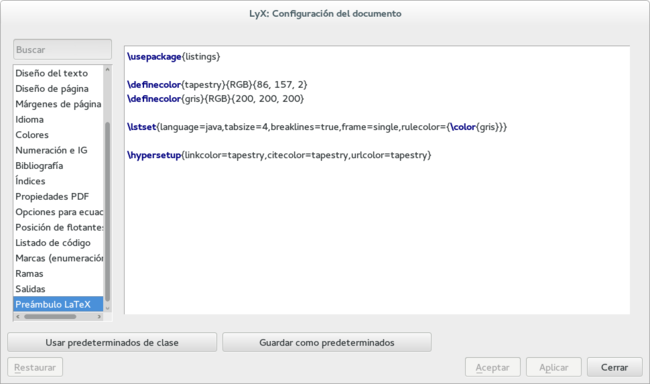 LyX: Configuración del documento
Buscar
Diseño del texto
Diseño de página
Márgenes de página
Idioma
Colores
Numeración e IG
Bibliografía
Índices
Propiedades PDF
Opciones para ecuac
Posición de flotantes
Listado de código
Marcas (enumeración
Ramas
Salidas
Preámbulo LaTeX
\usepackage{listings}
\definecolor{tapestry}{RGB}{86, 157, 2}
\definecolor{gris}{RGB}{200, 200, 200}
\lstset{language=java,tabsize=4,breaklines=true,frame=single,rulecolor={\color{gris}}}
\hypersetup{linkcolor=tapestry,citecolor=tapestry,urlcolor=tapestry}
Usar predeterminados de clase
Guardar como predeterminados
Restaurar
Aceptar
Aplicar
Cerrar